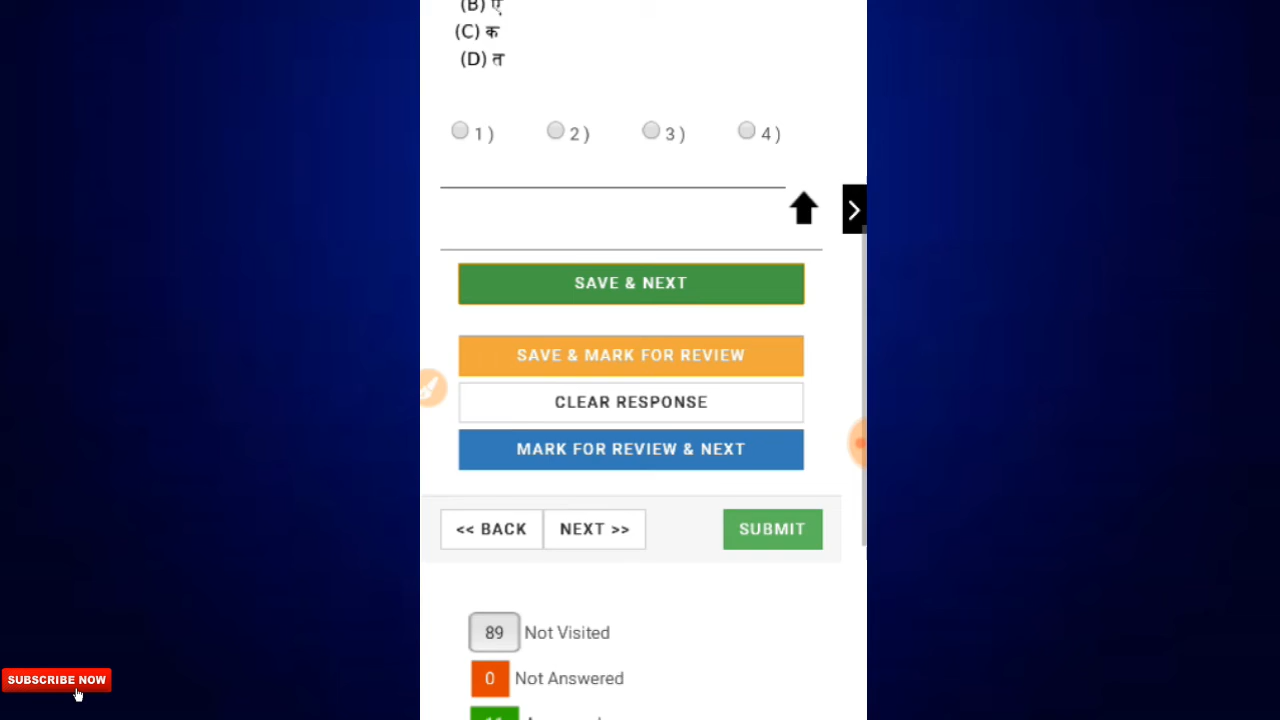 (B) ए
(C) क
(D) त
1 ) 2 ) 3 ) 4 )
SAVE & NEXT
SAVE & MARK FOR REVIEW
CLEAR RESPONSE
MARK FOR REVIEW & NEXT
<< BACK NEXT >> SUBMIT
89 Not Visited
SUBSCRIBE NOW
0 Not Answered